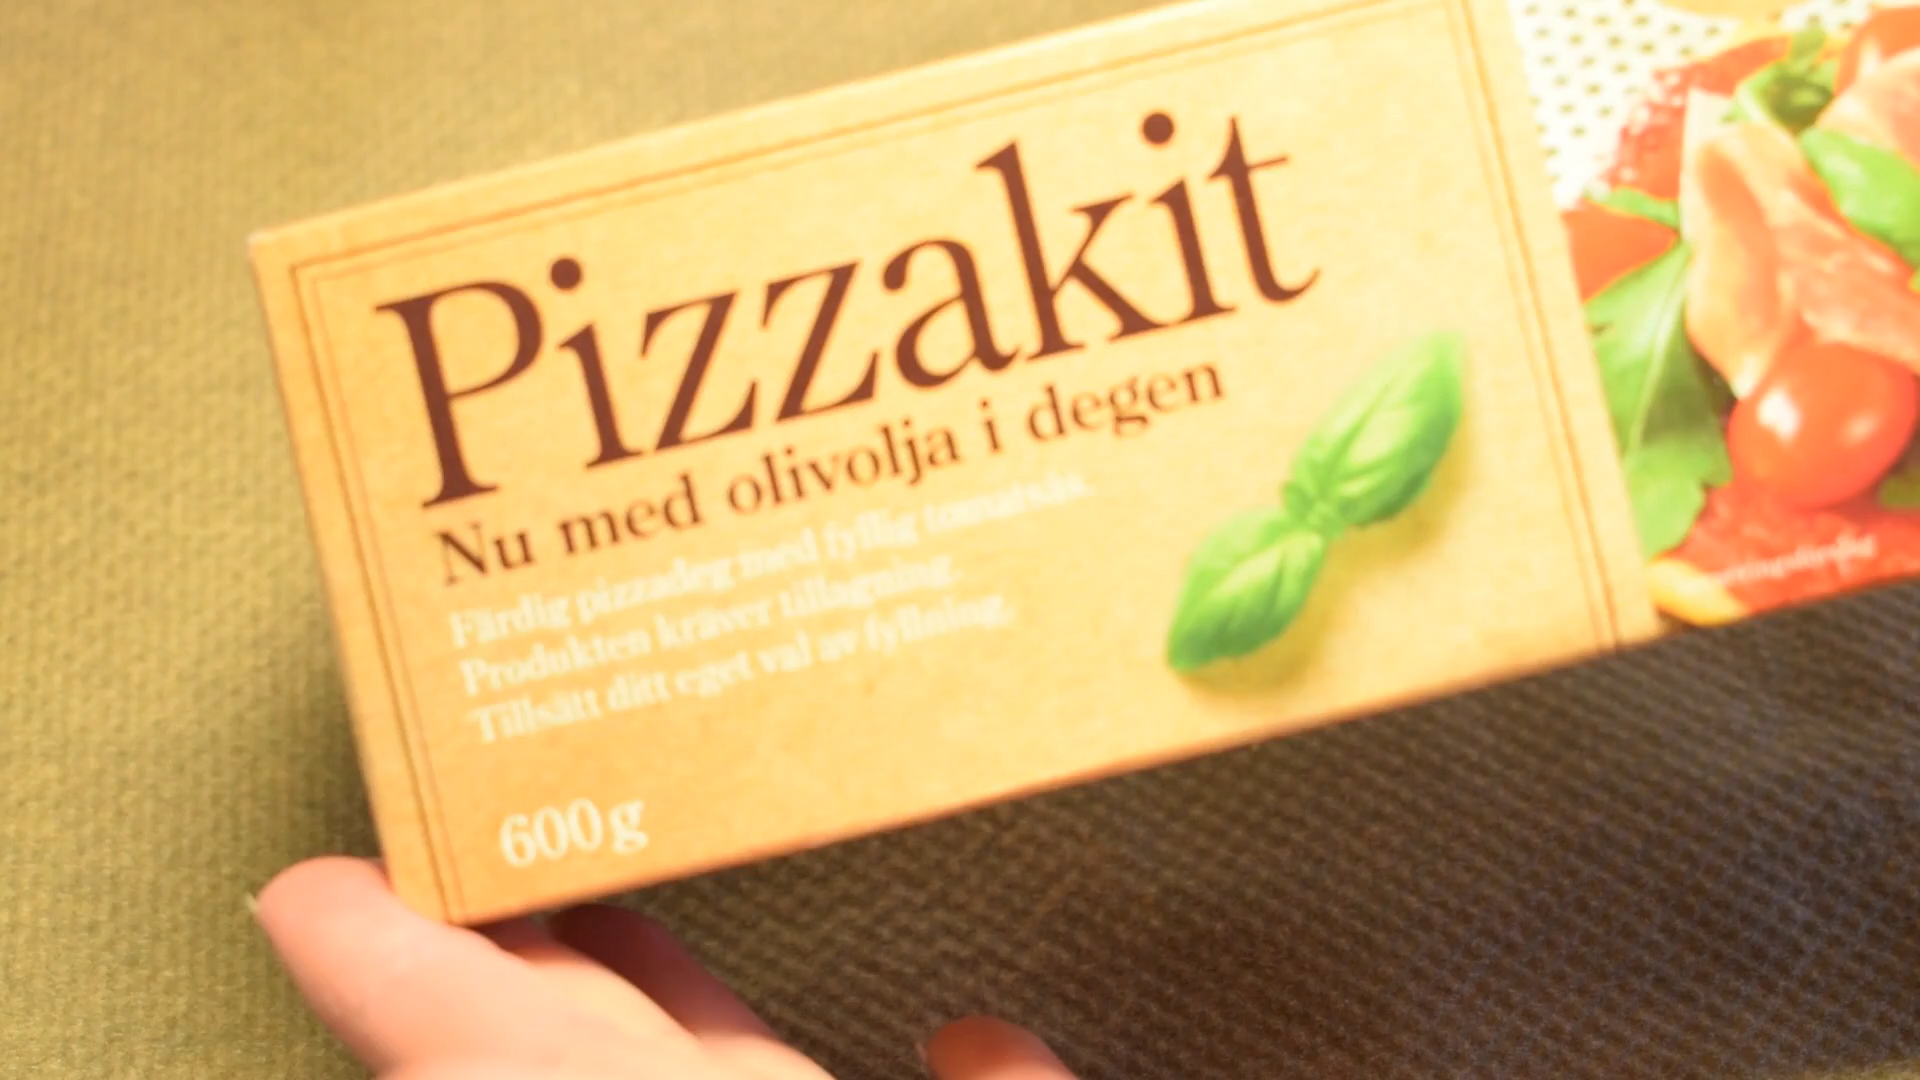 Pizzakit
Nu med olivolja i degen
Färdig pizzadeg med fyllig tomatsås.
Produkten kräver tillagning.
Tillsätt ditt eget val av fyllning.
600g